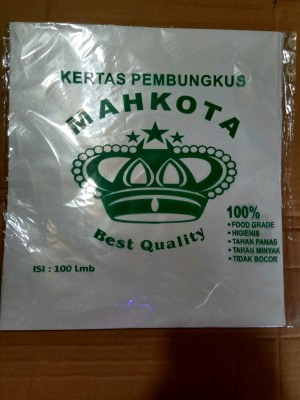 KERTAS PEMBUNGKUS
MAHKOTA
Best Quality
100%
• FOOD GRADE
• HIGIENIS
• TAHAN PANAS
• TAHAN MINYAK
• TIDAK BOCOR
ISI : 100 Lmb